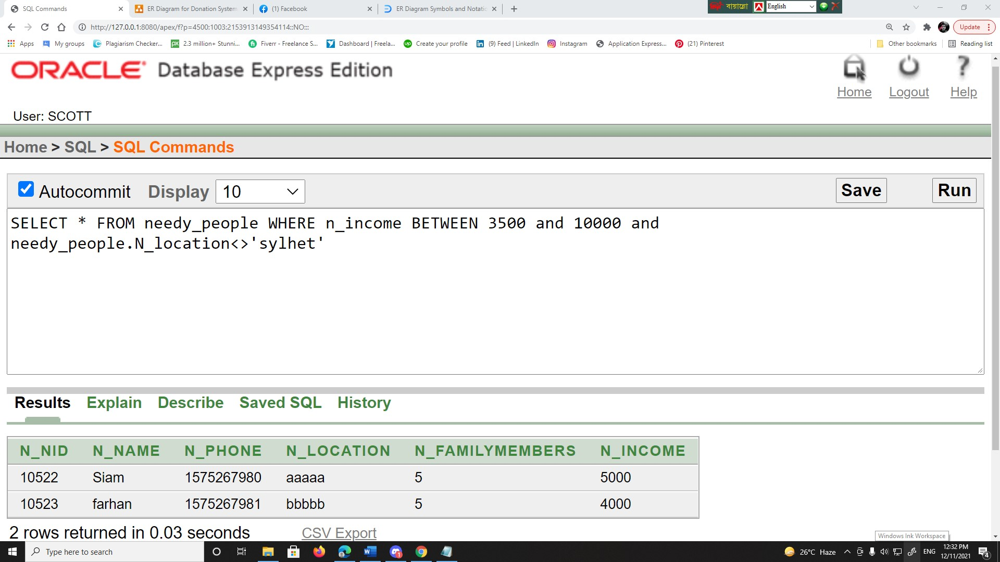 SQL Commands
ER Diagram for Donation System
(1) Facebook
ER Diagram Symbols and Notatic
বায়ান্নো
English
http://127.0.0.1:8080/apex/f?p=4500:1003:2153913149354114::NO:::
Update
Apps
My groups
Plagiarism Checker...
2.3 million+ Stunni...
Fiverr - Freelance S...
Dashboard | Freela...
Create your profile
(9) Feed | LinkedIn
Instagram
Application Express...
(21) Pinterest
Other bookmarks
Reading list
ORACLE Database Express Edition
Home
Logout
Help
User: SCOTT
Home > SQL > SQL Commands
Autocommit
Display
10
Save
Run
SELECT * FROM needy_people WHERE n_income BETWEEN 3500 and 10000 and
needy_people.N_location<>'sylhet'
Results Explain Describe Saved SQL History
N_NID N_NAME N_PHONE N_LOCATION N_FAMILYMEMBERS N_INCOME
10522 Siam 1575267980 aaaaa 5 5000
10523 farhan 1575267981 bbbbb 5 4000
2 rows returned in 0.03 seconds
CSV Export
Windows Ink Workspace
Type here to search
26°C Haze
ENG
12:32 PM
12/11/2021
4